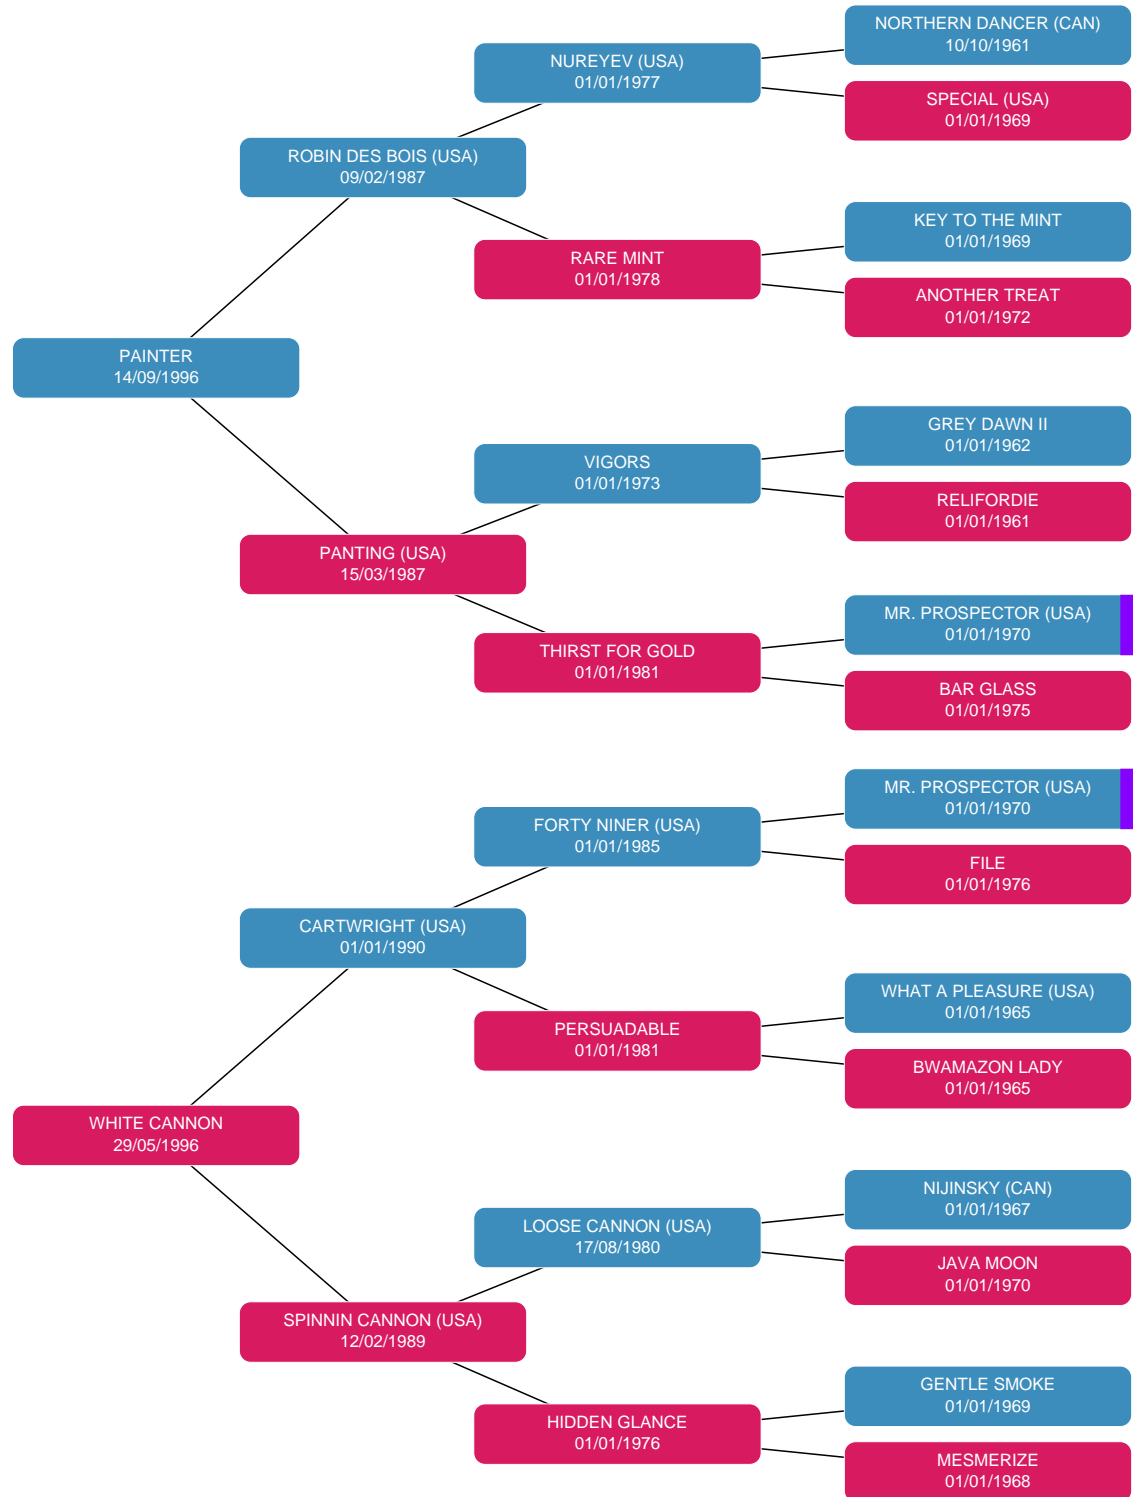 NORTHERN DANCER (CAN)
10/10/1961
NUREYEV (USA)
01/01/1977
SPECIAL (USA)
01/01/1969
ROBIN DES BOIS (USA)
09/02/1987
KEY TO THE MINT
01/01/1969
RARE MINT
01/01/1978
ANOTHER TREAT
01/01/1972
PAINTER
14/09/1996
GREY DAWN II
01/01/1962
VIGORS
01/01/1973
RELIFORDIE
01/01/1961
PANTING (USA)
15/03/1987
MR. PROSPECTOR (USA)
01/01/1970
THIRST FOR GOLD
01/01/1981
BAR GLASS
01/01/1975
MR. PROSPECTOR (USA)
01/01/1970
FORTY NINER (USA)
01/01/1985
FILE
01/01/1976
CARTWRIGHT (USA)
01/01/1990
WHAT A PLEASURE (USA)
01/01/1965
PERSUADABLE
01/01/1981
BWAMAZON LADY
01/01/1965
WHITE CANNON
29/05/1996
NIJINSKY (CAN)
01/01/1967
LOOSE CANNON (USA)
17/08/1980
JAVA MOON
01/01/1970
SPINNIN CANNON (USA)
12/02/1989
GENTLE SMOKE
01/01/1969
HIDDEN GLANCE
01/01/1976
MESMERIZE
01/01/1968